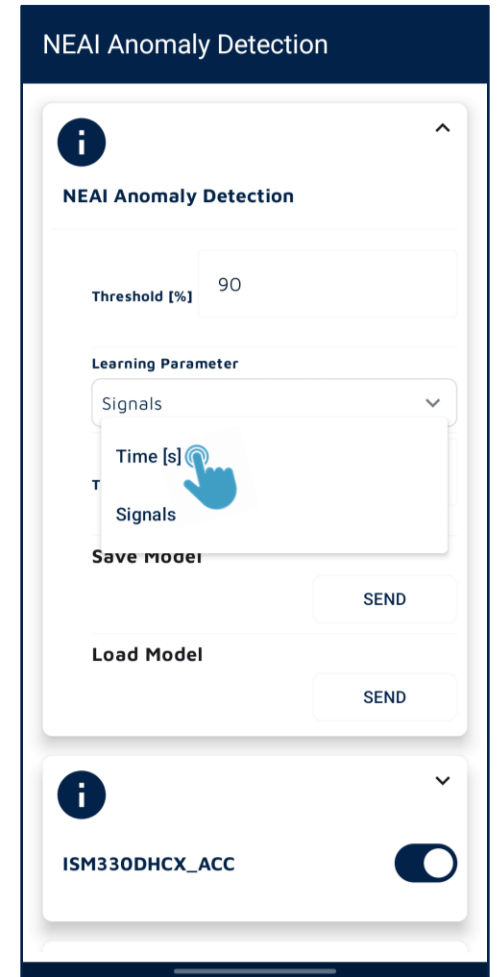 NEAI Anomaly Detection
i
NEAI Anomaly Detection
Threshold [%]
90
Learning Parameter
Signals
Time [s]
T
Signals
Save Model
SEND
Load Model
SEND
i
ISM330DHCX_ACC